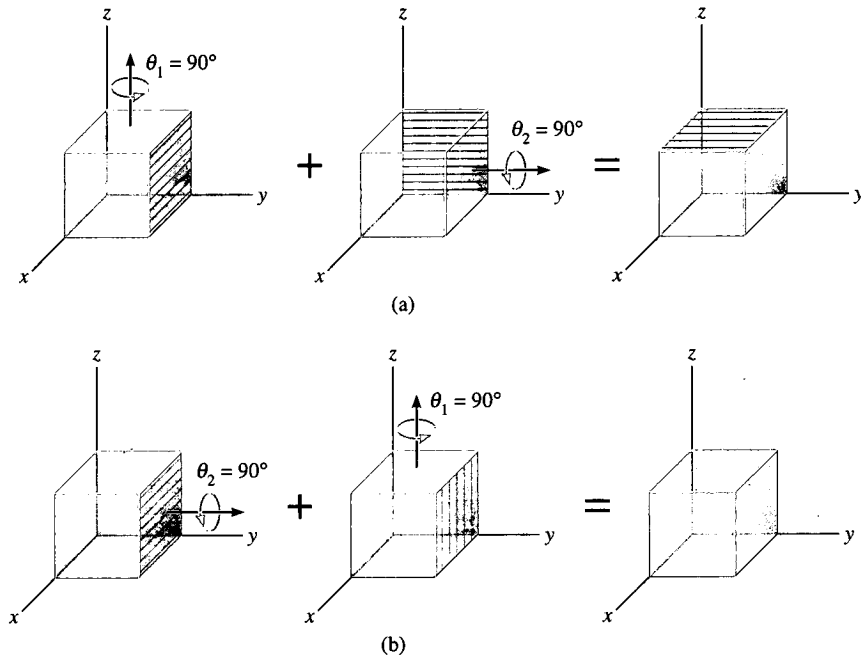 z
θ₁ = 90°
y
x
+
z
θ₂ = 90°
y
x
=
z
y
x
(a)
z
θ₂ = 90°
y
x
+
z
θ₁ = 90°
y
x
=
z
y
x
(b)